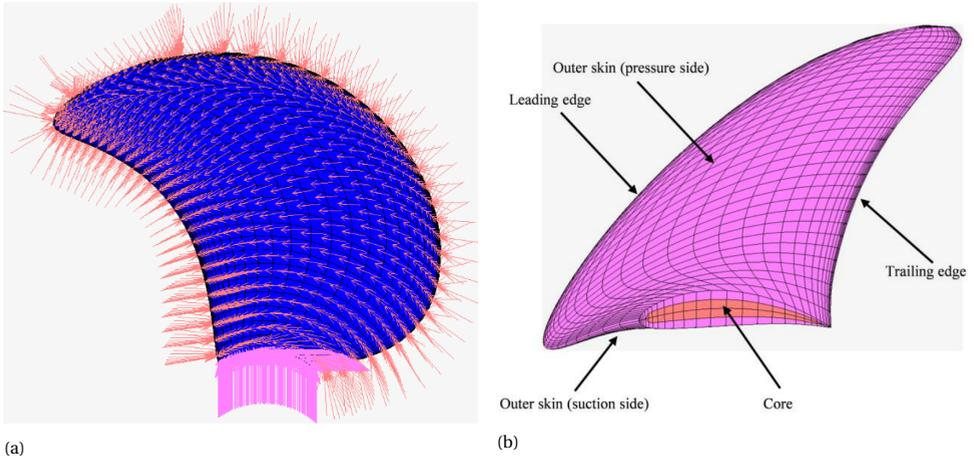 Outer skin (pressure side)
Leading edge
Trailing edge
Outer skin (suction side)
Core
(a)
(b)